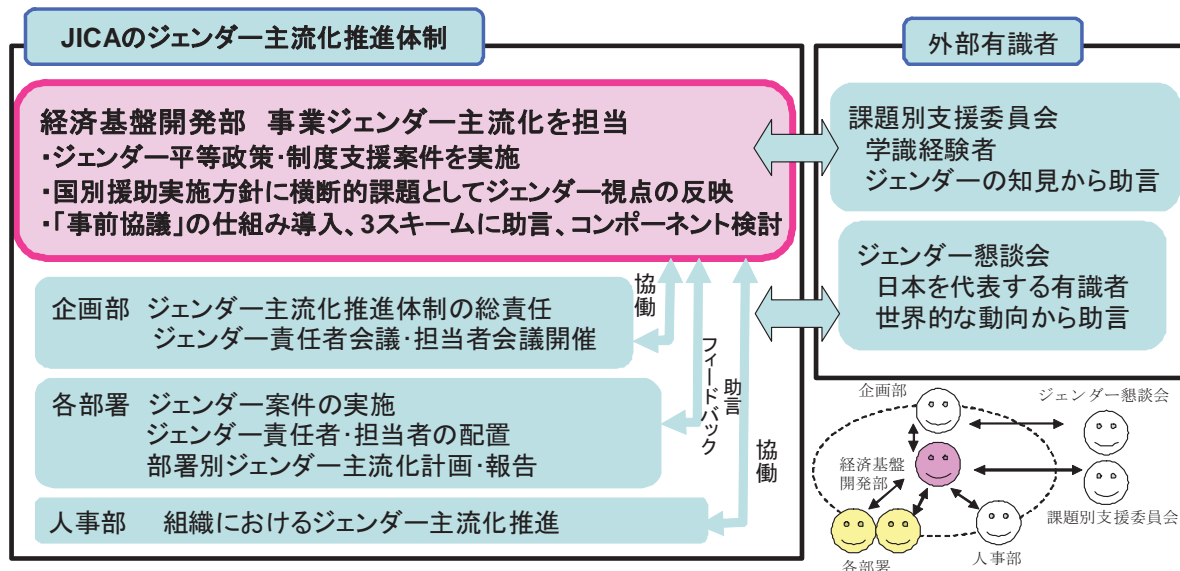 JICAのジェンダー主流化推進体制
経済基盤開発部 事業ジェンダー主流化を担当
・ジェンダー平等政策・制度支援案件を実施
・国別援助実施方針に横断的課題としてジェンダー視点の反映
・「事前協議」の仕組み導入、3スキームに助言、コンポーネント検討
企画部 ジェンダー主流化推進体制の総責任
ジェンダー責任者会議・担当者会議開催
各部署 ジェンダー案件の実施
ジェンダー責任者・担当者の配置
部署別ジェンダー主流化計画・報告
人事部 組織におけるジェンダー主流化推進
協働
フィードバック
助言
協働
外部有識者
課題別支援委員会
学識経験者
ジェンダーの知見から助言
ジェンダー懇談会
日本を代表する有識者
世界的な動向から助言
企画部
ジェンダー懇談会
経済基盤
開発部
課題別支援委員会
人事部
各部署